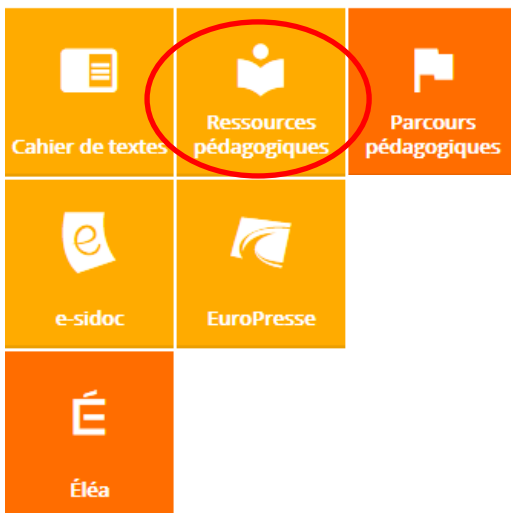 Cahier de textes
Ressources
pédagogiques
Parcours
pédagogiques
e
e-sidoc
EuroPresse
É
Éléa